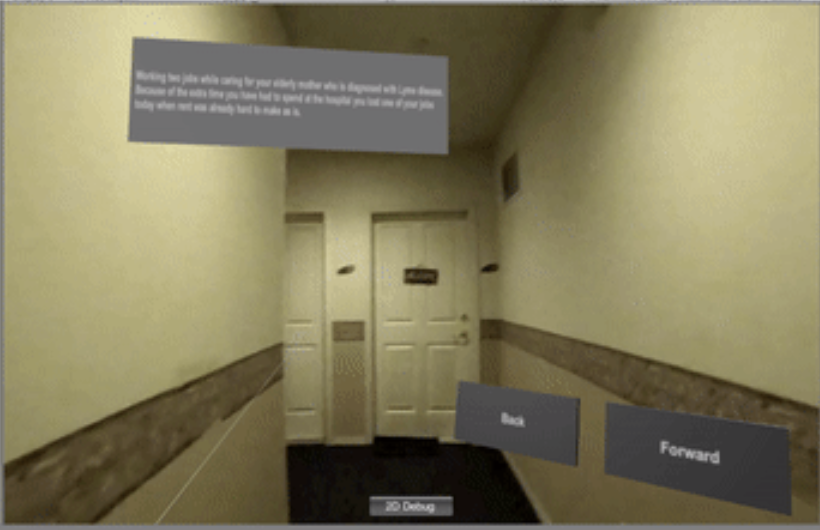 Working two jobs while caring for your elderly mother who is diagnosed with Lyme disease.
Because of the extra time you have had to spend at the hospital you lost one of your jobs
today when rent was already hard to make as is.
Back
Forward
2D Debug